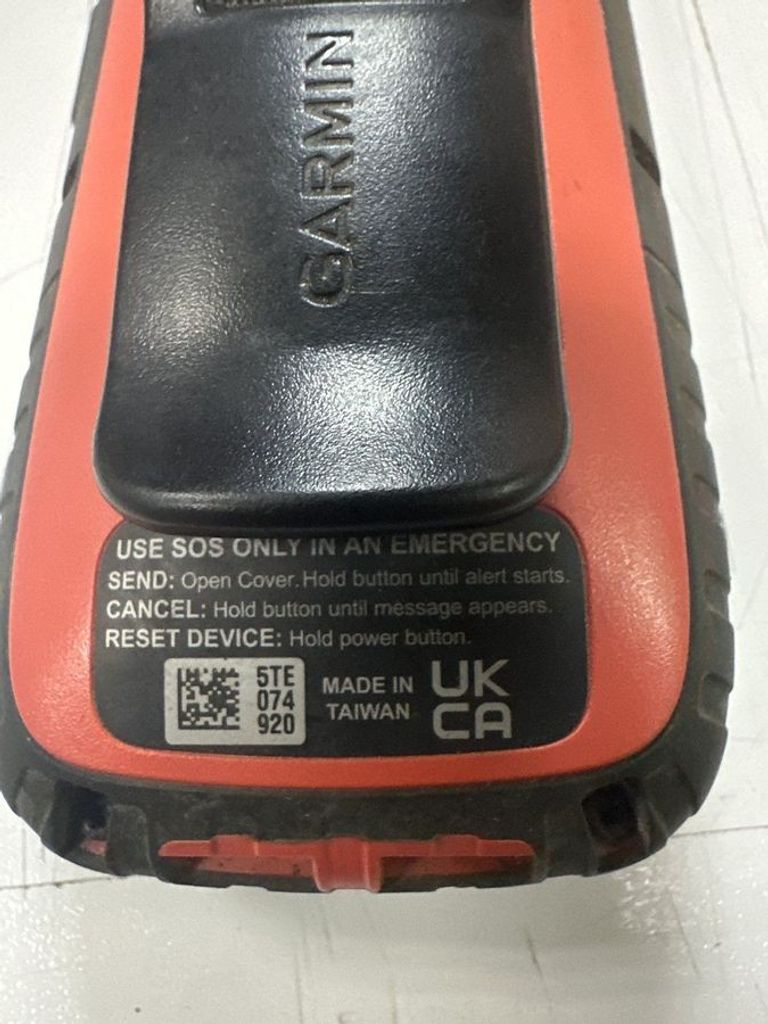 GARMIN
USE SOS ONLY IN AN EMERGENCY
SEND: Open Cover. Hold button until alert starts.
CANCEL: Hold button until message appears.
RESET DEVICE: Hold power button.
5TE
074
920
MADE IN
TAIWAN
UK
CA